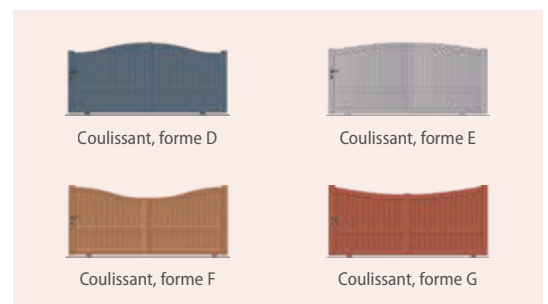 Coulissant, forme D
Coulissant, forme E
Coulissant, forme F
Coulissant, forme G